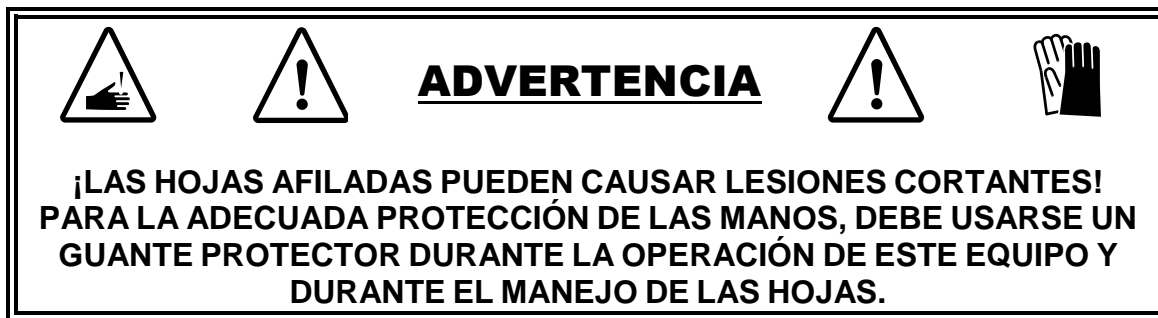 ADVERTENCIA
¡LAS HOJAS AFILADAS PUEDEN CAUSAR LESIONES CORTANTES!
PARA LA ADECUADA PROTECCIÓN DE LAS MANOS, DEBE USARSE UN
GUANTE PROTECTOR DURANTE LA OPERACIÓN DE ESTE EQUIPO Y
DURANTE EL MANEJO DE LAS HOJAS.